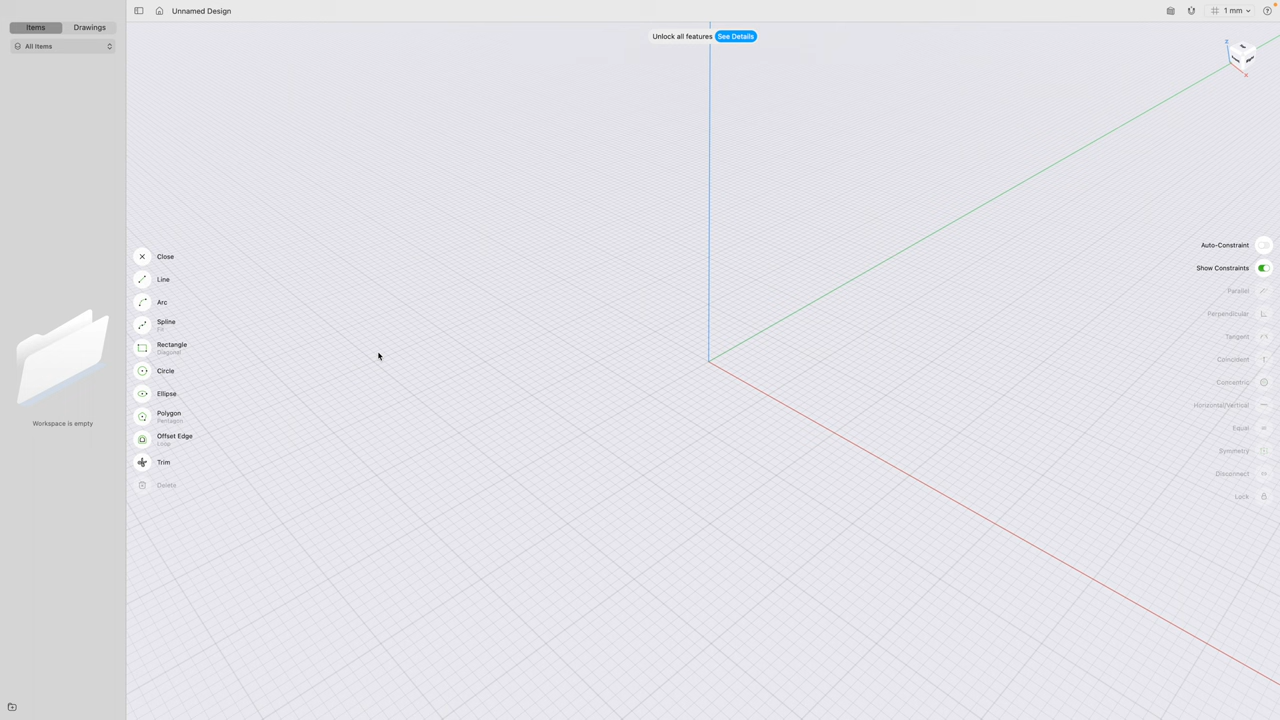 Unnamed Design
1 mm
Items
Drawings
All Items
Unlock all features
See Details
Z
X
Workspace is empty
Close
Line
Arc
Spline
Fit
Rectangle
Diagonal
Circle
Ellipse
Polygon
Pentagon
Offset Edge
Loop
Trim
Delete
Auto-Constraint
Show Constraints
Parallel
Perpendicular
Tangent
Coincident
Concentric
Horizontal/Vertical
Equal
Symmetry
Disconnect
Lock